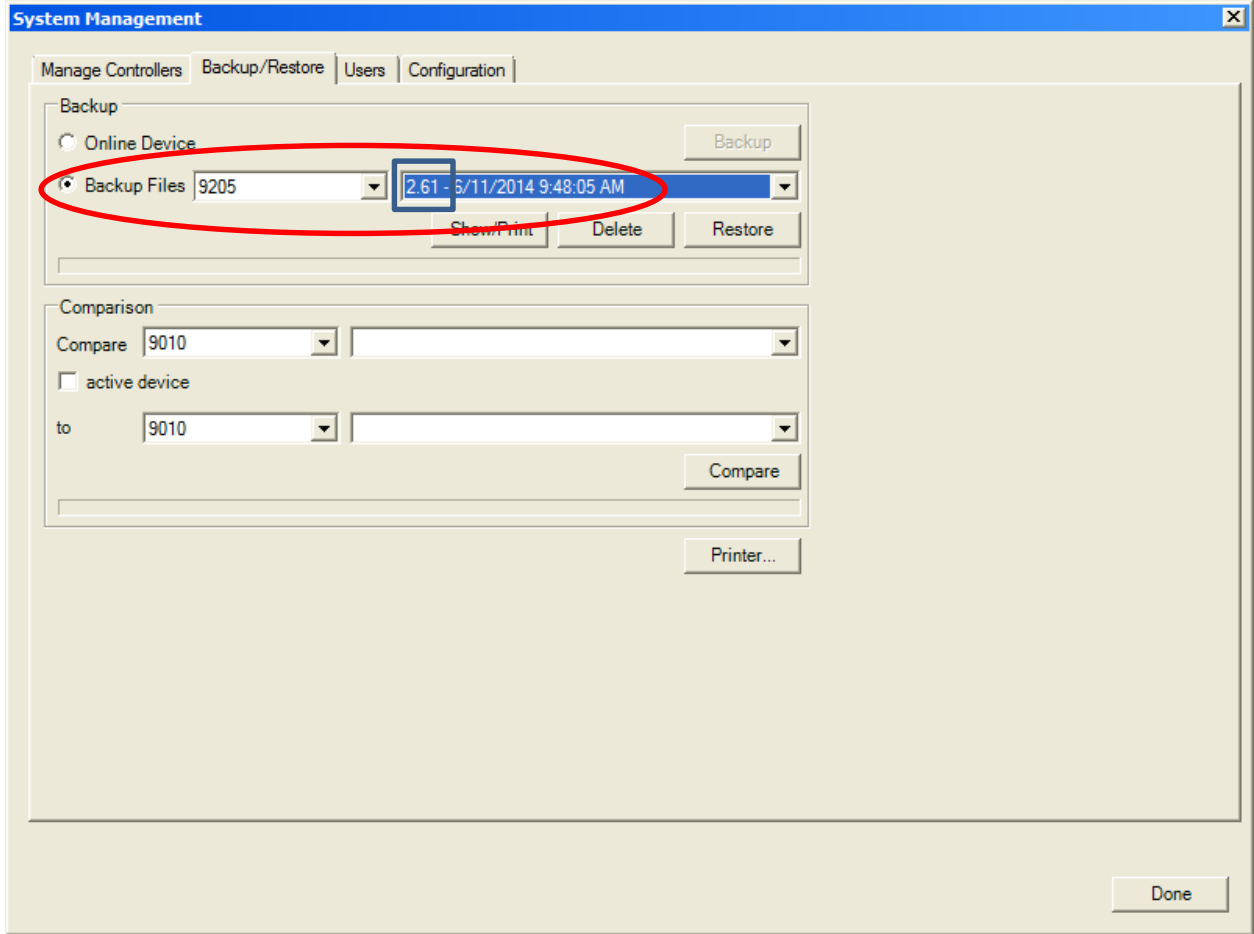 System Management
Manage Controllers Backup/Restore Users Configuration
Backup
Online Device Backup
Backup Files 9205 2.61 - 6/11/2014 9:48:05 AM
Show/Print Delete Restore
Comparison
Compare 9010
active device
to 9010
Compare
Printer...
Done